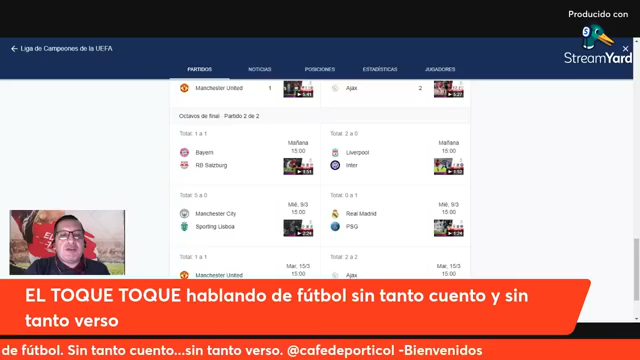 Producido con
StreamYard
Liga de Campeones de la UEFA
PARTIDOS NOTICIAS POSICIONES ESTADÍSTICAS JUGADORES
Manchester United 1
Ajax 2
Octavos de final · Partido 2 de 2
Total: 1 a 1
Bayern
RB Salzburg
Mañana
15:00
Total: 2 a 0
Liverpool
Inter
Mañana
15:00
Manchester City
Sporting Lisboa
Mié, 9/3
15:00
2:24
Total: 0 a 1
Real Madrid
PSG
Mié, 9/3
15:00
Total: 1 a 1
Manchester United
Mar, 15/3
15:00
Total: 2 a 2
Ajax
Mar, 15/3
15:00
EL TOQUE TOQUE hablando de fútbol sin tanto cuento y sin
tanto verso
de fútbol. Sin tanto cuento...sin tanto verso. @cafedeporticol -Bienvenidos